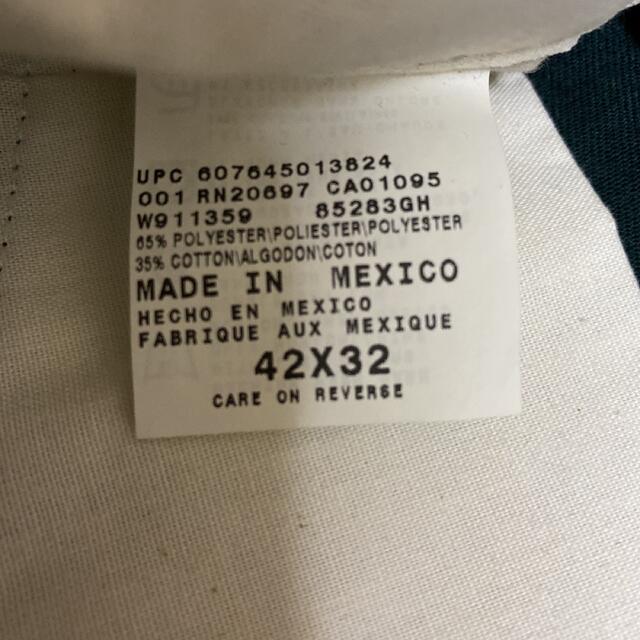 UPC 607645013824
001 RN20697 CA01095
W911359 85283GH
65% POLYESTER\POLIESTER\POLYESTER
35% COTTON\ALGODON\COTON
MADE IN MEXICO
HECHO EN MEXICO
FABRIQUE AUX MEXIQUE
42X32
CARE ON REVERSE